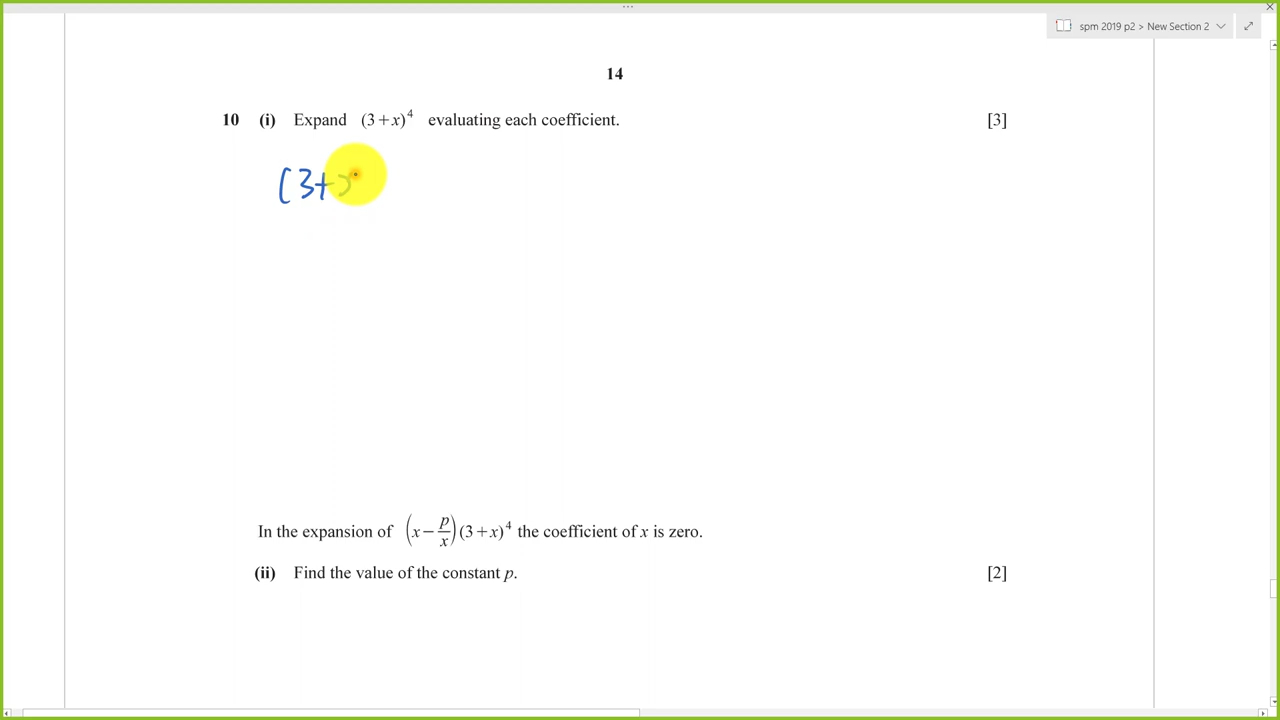 spm 2019 p2 > New Section 2
14
10 (i) Expand (3+x)⁴ evaluating each coefficient. [3]
(3+x
In the expansion of (x−p/x)(3+x)⁴ the coefficient of x is zero.
(ii) Find the value of the constant p. [2]